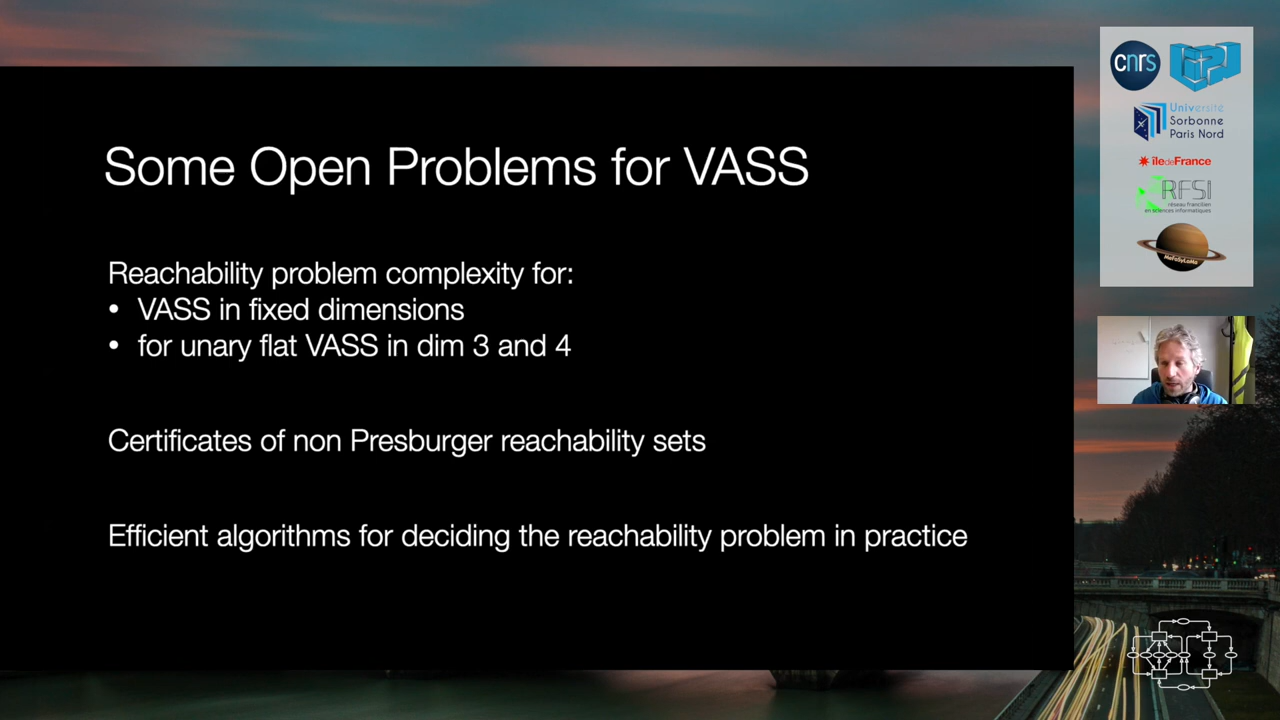 Some Open Problems for VASS
Reachability problem complexity for:
• VASS in fixed dimensions
• for unary flat VASS in dim 3 and 4
Certificates of non Presburger reachability sets
Efficient algorithms for deciding the reachability problem in practice
cnrs
Université
Sorbonne
Paris Nord
îledeFrance
RFSI
réseau francilien
en sciences informatiques
MeFoSyLoMa